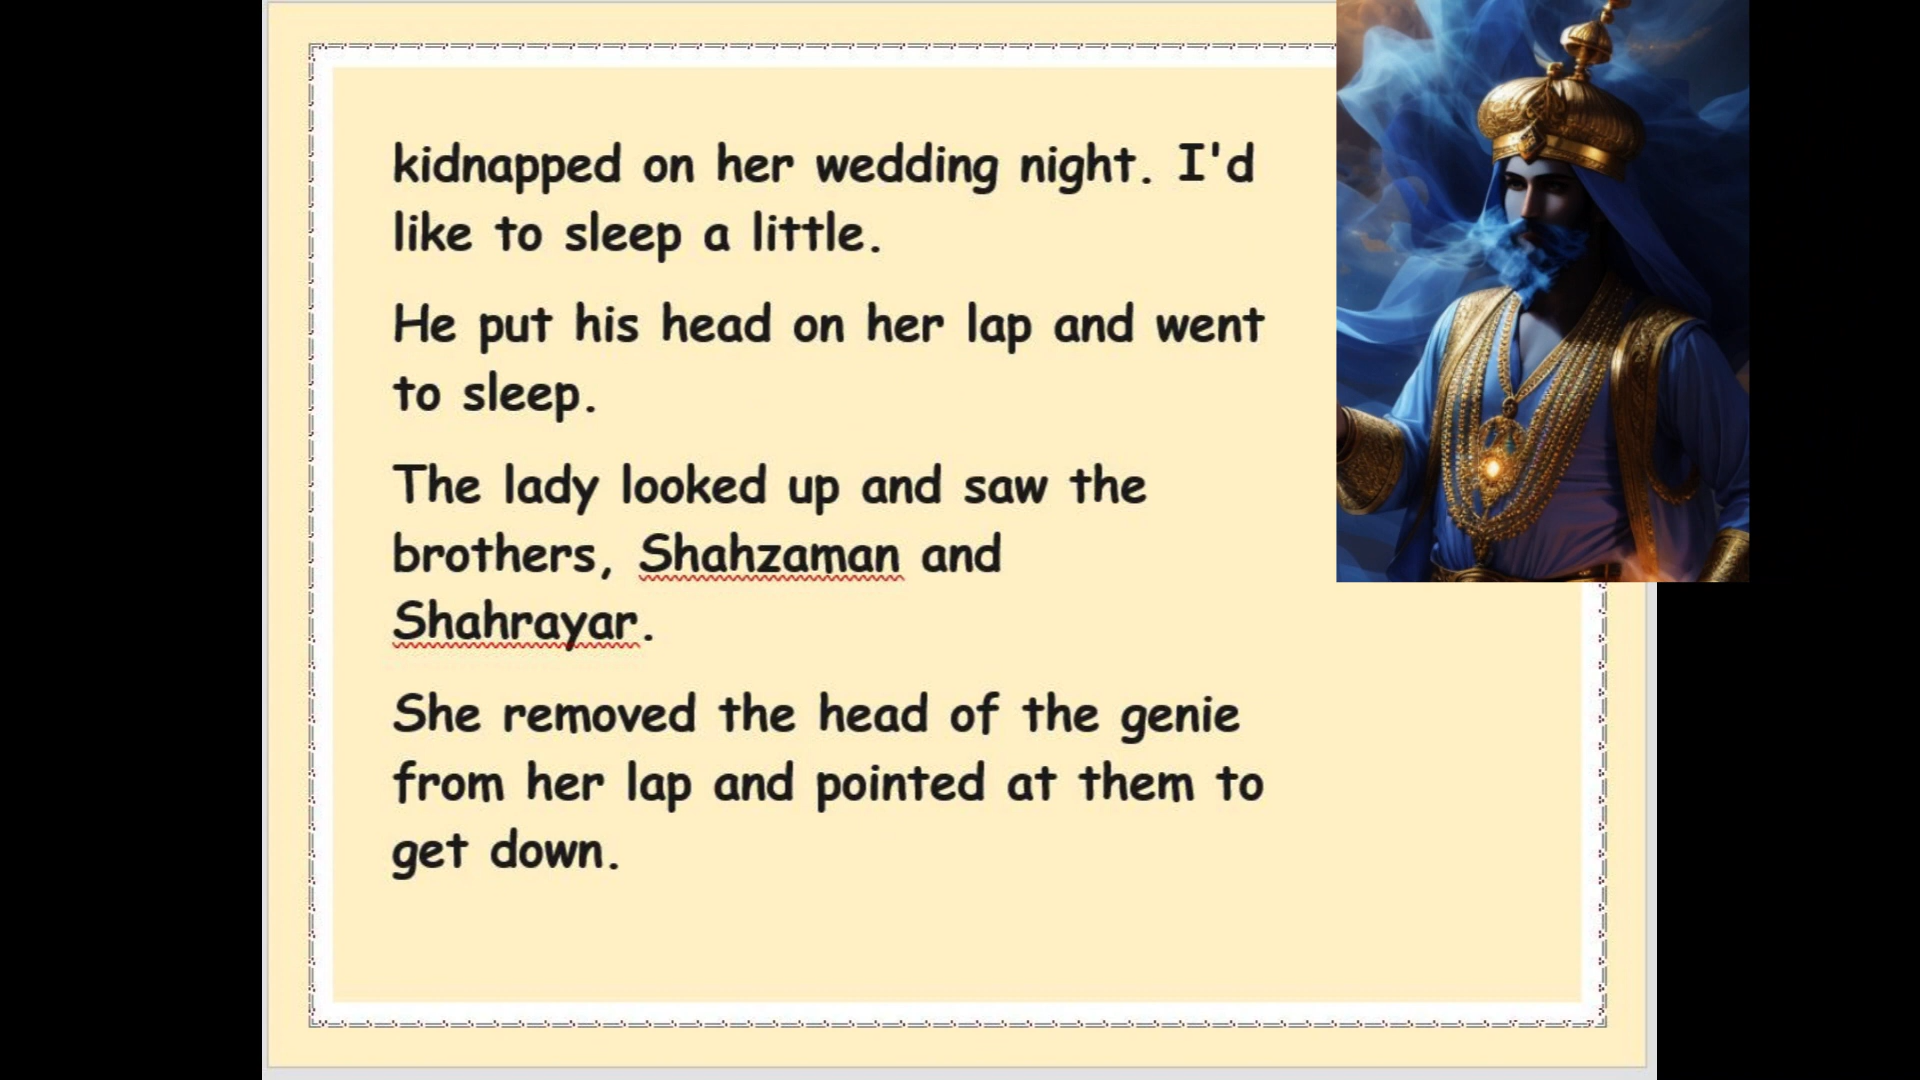 kidnapped on her wedding night. I'd
like to sleep a little.
He put his head on her lap and went
to sleep.
The lady looked up and saw the
brothers, Shahzaman and
Shahrayar.
She removed the head of the genie
from her lap and pointed at them to
get down.